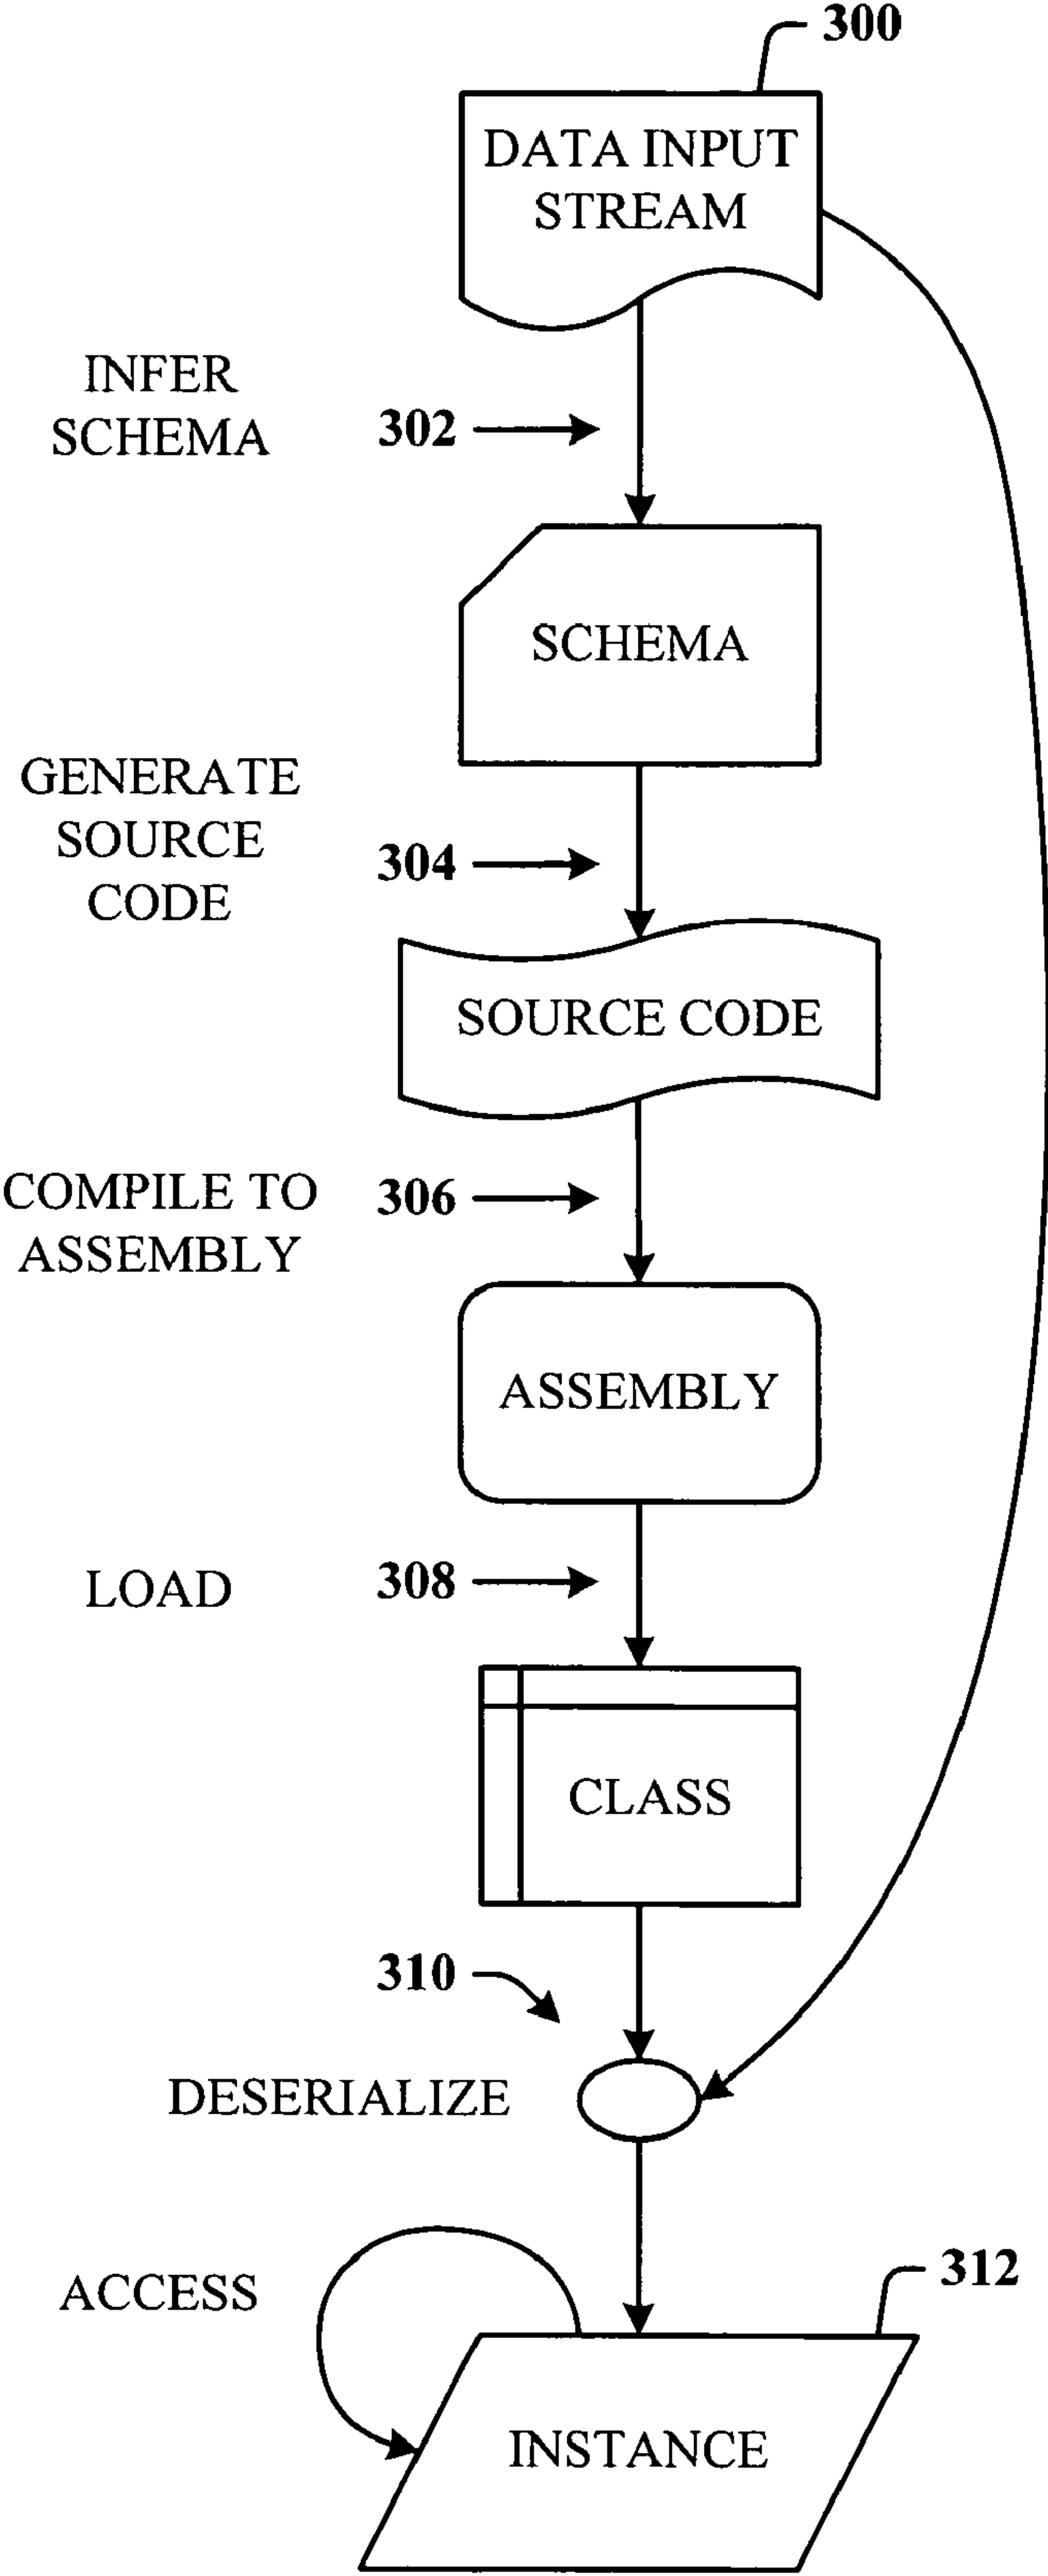 300
DATA INPUT
STREAM
INFER
SCHEMA
302
SCHEMA
GENERATE
SOURCE
CODE
304
SOURCE CODE
COMPILE TO
ASSEMBLY
306
ASSEMBLY
LOAD
308
CLASS
310
DESERIALIZE
ACCESS
312
INSTANCE